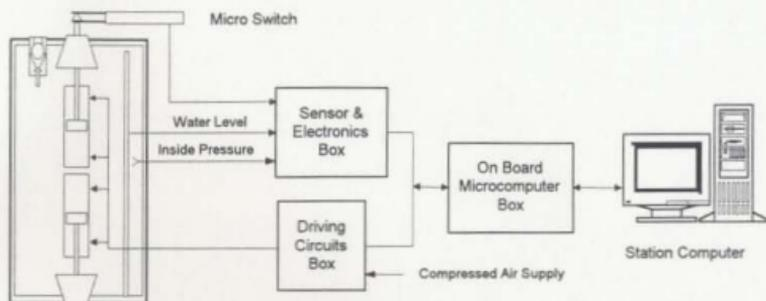 Micro Switch
Sensor &
Electronics
Box
Water Level
Inside Pressure
On Board
Microcomputer
Box
Driving
Circuits
Box
Compressed Air Supply
Station Computer